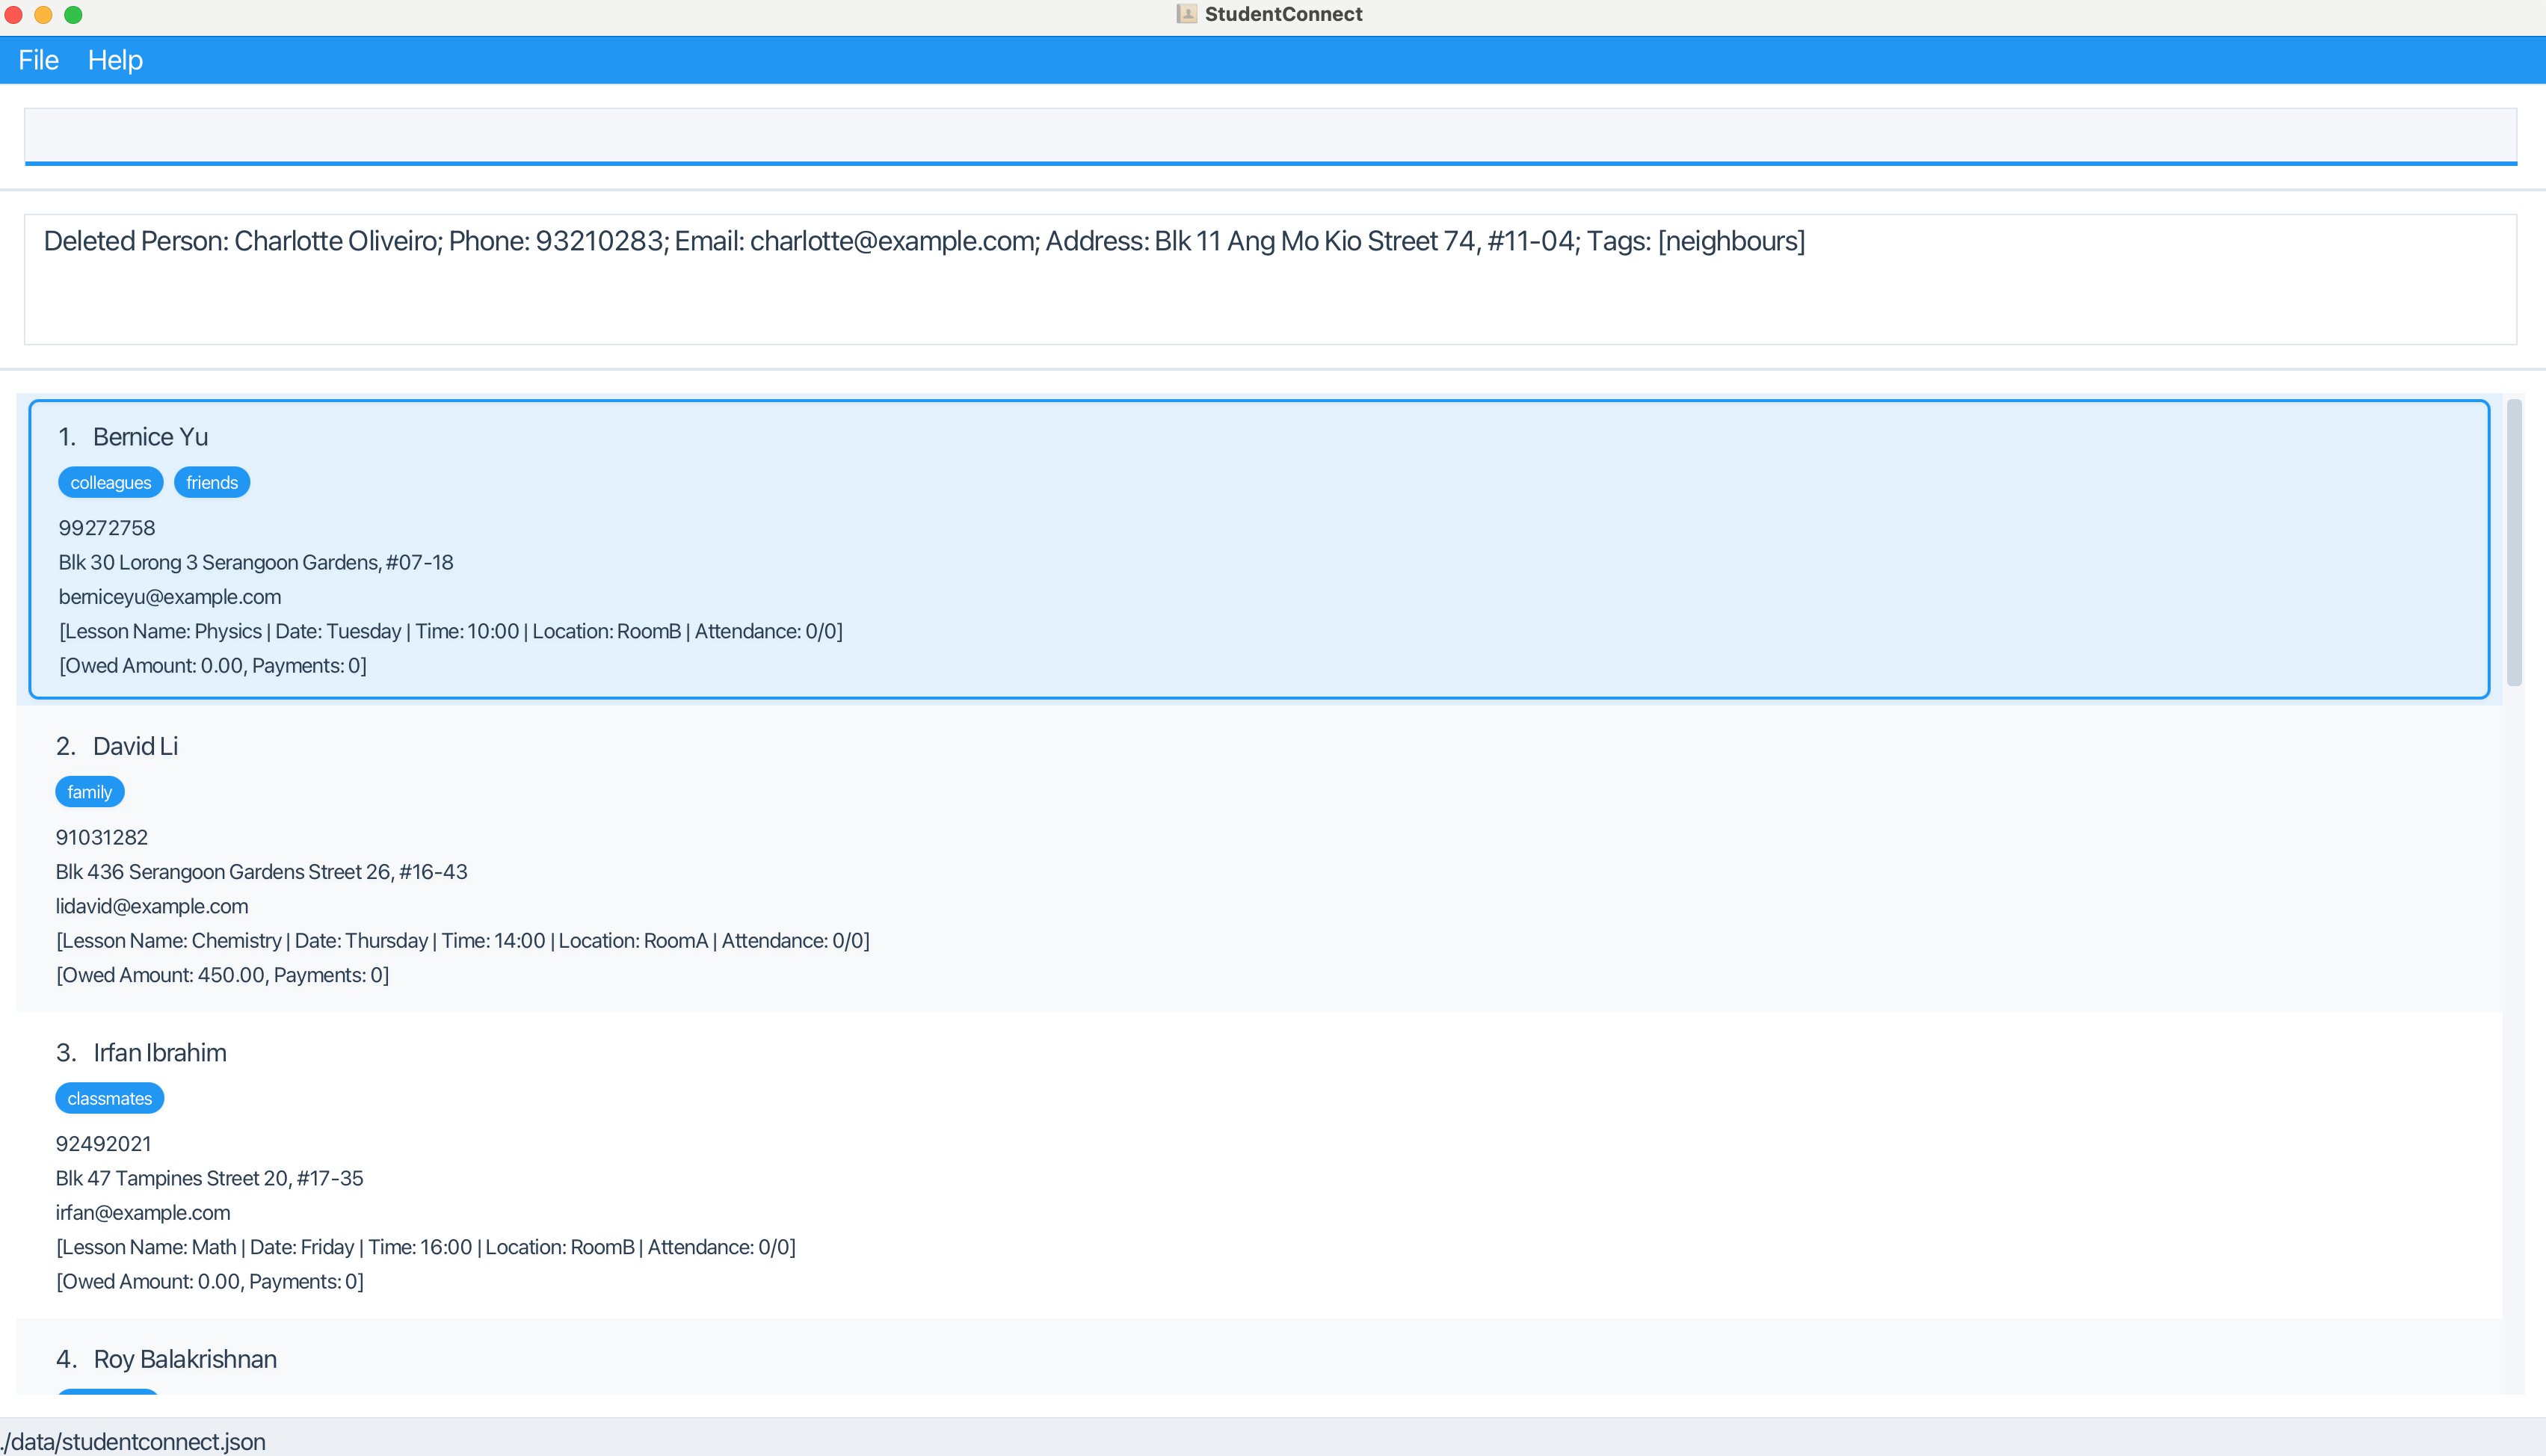 StudentConnect
File Help
Deleted Person: Charlotte Oliveiro; Phone: 93210283; Email: charlotte@example.com; Address: Blk 11 Ang Mo Kio Street 74, #11-04; Tags: [neighbours]
1. Bernice Yu
colleagues friends
99272758
Blk 30 Lorong 3 Serangoon Gardens, #07-18
berniceyu@example.com
[Lesson Name: Physics | Date: Tuesday | Time: 10:00 | Location: RoomB | Attendance: 0/0]
[Owed Amount: 0.00, Payments: 0]
2. David Li
family
91031282
Blk 436 Serangoon Gardens Street 26, #16-43
lidavid@example.com
[Lesson Name: Chemistry | Date: Thursday | Time: 14:00 | Location: RoomA | Attendance: 0/0]
[Owed Amount: 450.00, Payments: 0]
3. Irfan Ibrahim
classmates
92492021
Blk 47 Tampines Street 20, #17-35
irfan@example.com
[Lesson Name: Math | Date: Friday | Time: 16:00 | Location: RoomB | Attendance: 0/0]
[Owed Amount: 0.00, Payments: 0]
4. Roy Balakrishnan
./data/studentconnect.json